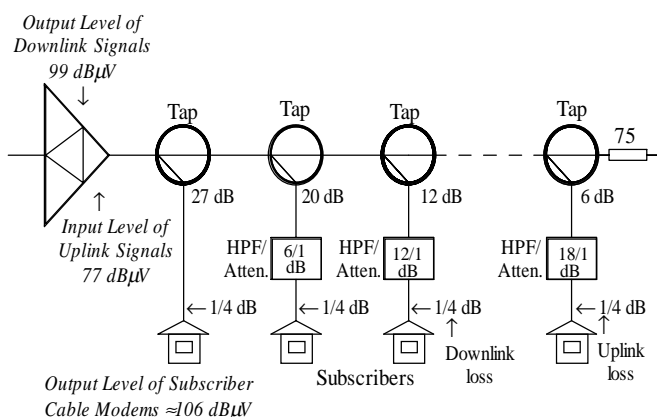 Output Level of
Downlink Signals
99 dBµV
Tap
Tap
Tap
Tap
75
27 dB
20 dB
12 dB
6 dB
Input Level of
Uplink Signals
77 dBµV
HPF/
Atten.
6/1
dB
HPF/
Atten.
12/1
dB
HPF/
Atten.
18/1
dB
←1/4 dB
←1/4 dB
←1/4 dB
←1/4 dB
Downlink
loss
Uplink
loss
Subscribers
Output Level of Subscriber
Cable Modems ≈106 dBµV